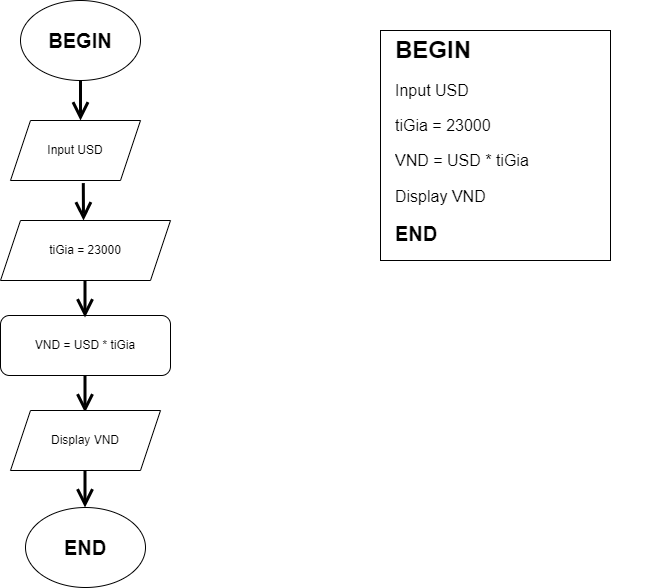 BEGIN
Input USD
tiGia = 23000
VND = USD * tiGia
Display VND
END
BEGIN
Input USD
tiGia = 23000
VND = USD * tiGia
Display VND
END